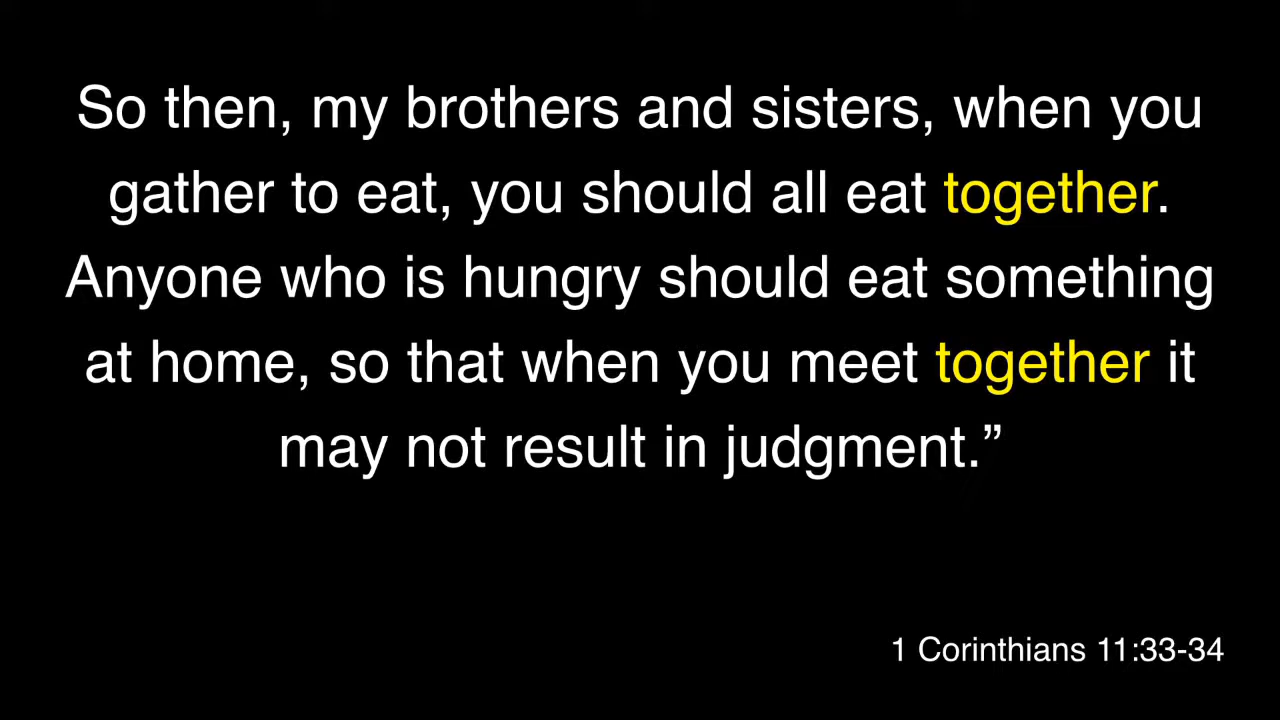 So then, my brothers and sisters, when you
gather to eat, you should all eat together.
Anyone who is hungry should eat something
at home, so that when you meet together it
may not result in judgment.”
1 Corinthians 11:33-34